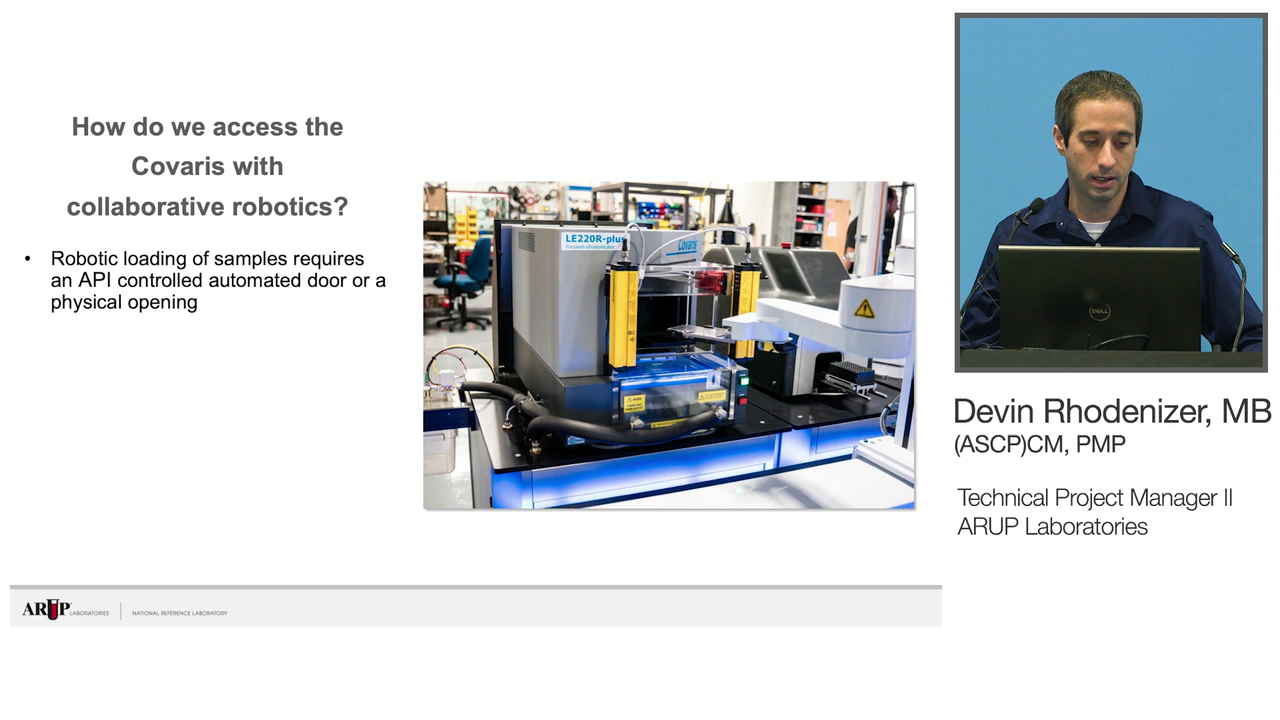 How do we access the
Covaris with
collaborative robotics?
• Robotic loading of samples requires
an API controlled automated door or a
physical opening
LE220R-plus
focused-ultrasonicator
Covaris
DELL
Devin Rhodenizer, MB
(ASCP)CM, PMP
Technical Project Manager II
ARUP Laboratories
ARUP LABORATORIES
NATIONAL REFERENCE LABORATORY